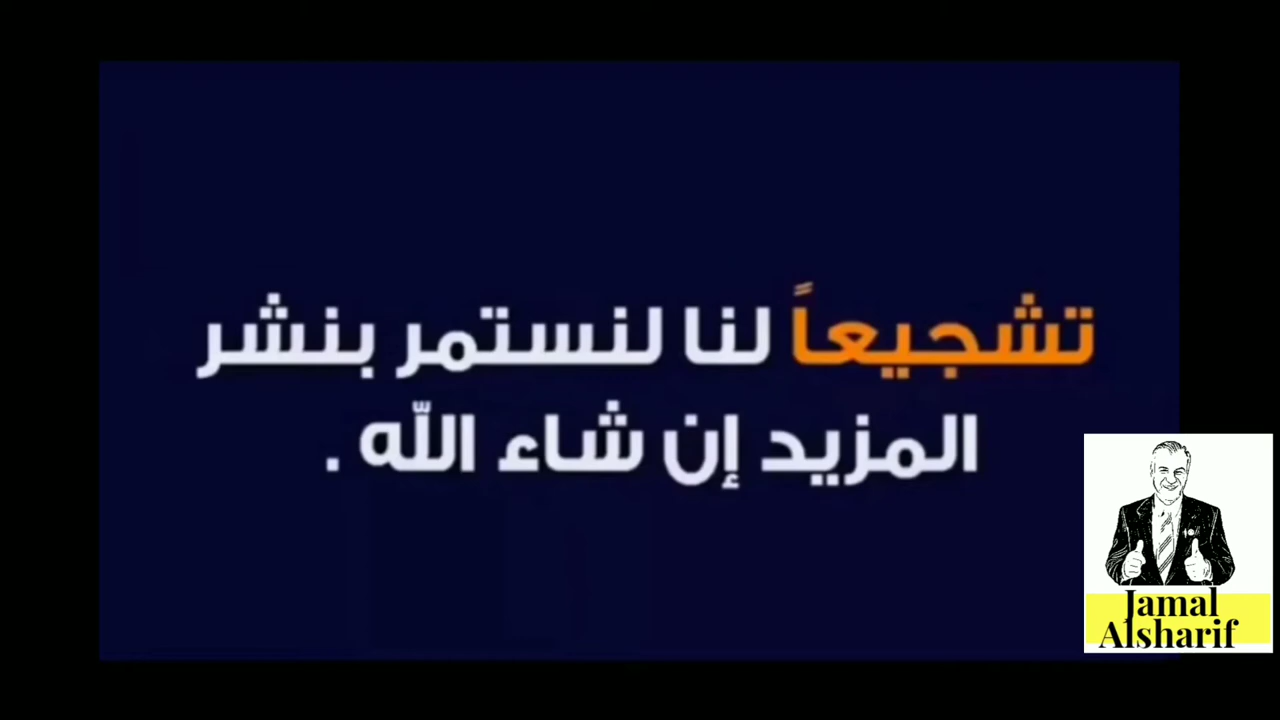 تشجيعاً لنا لنستمر بنشر
المزيد إن شاء الله .
Jamal
Alsharif